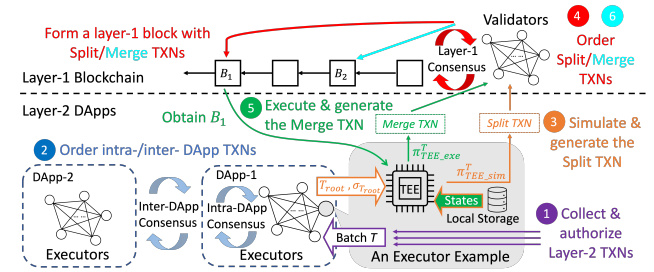 Form a layer-1 block with
Split/Merge TXNs
Validators
4 6
Order
Split/Merge
TXNs
Layer-1
Consensus
B1
B2
Layer-1 Blockchain
Layer-2 DApps
Obtain B1
5 Execute & generate
the Merge TXN
Merge TXN
Split TXN
3 Simulate &
generate the
Split TXN
2 Order intra-/inter- DApp TXNs
π^T_TEE_exe
π^T_TEE_sim
DApp-2
Inter-DApp
Consensus
DApp-1
Intra-DApp
Consensus
T_root , σ_T_root
TEE
States
Local Storage
Executors
Executors
Batch T
An Executor Example
1 Collect &
authorize
Layer-2 TXNs